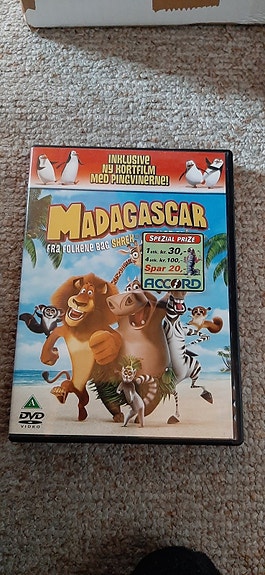 INKLUSIVE
NY KORTFILM
MED PINGVINERNE!
MADAGASCAR
FRA FOLKENE BAG SHREK
SPEZIAL PRIZE
1 stk. kr. 30,-
4 stk. kr. 100,-
Spar 20,-
ACCORD
A
DVD
VIDEO